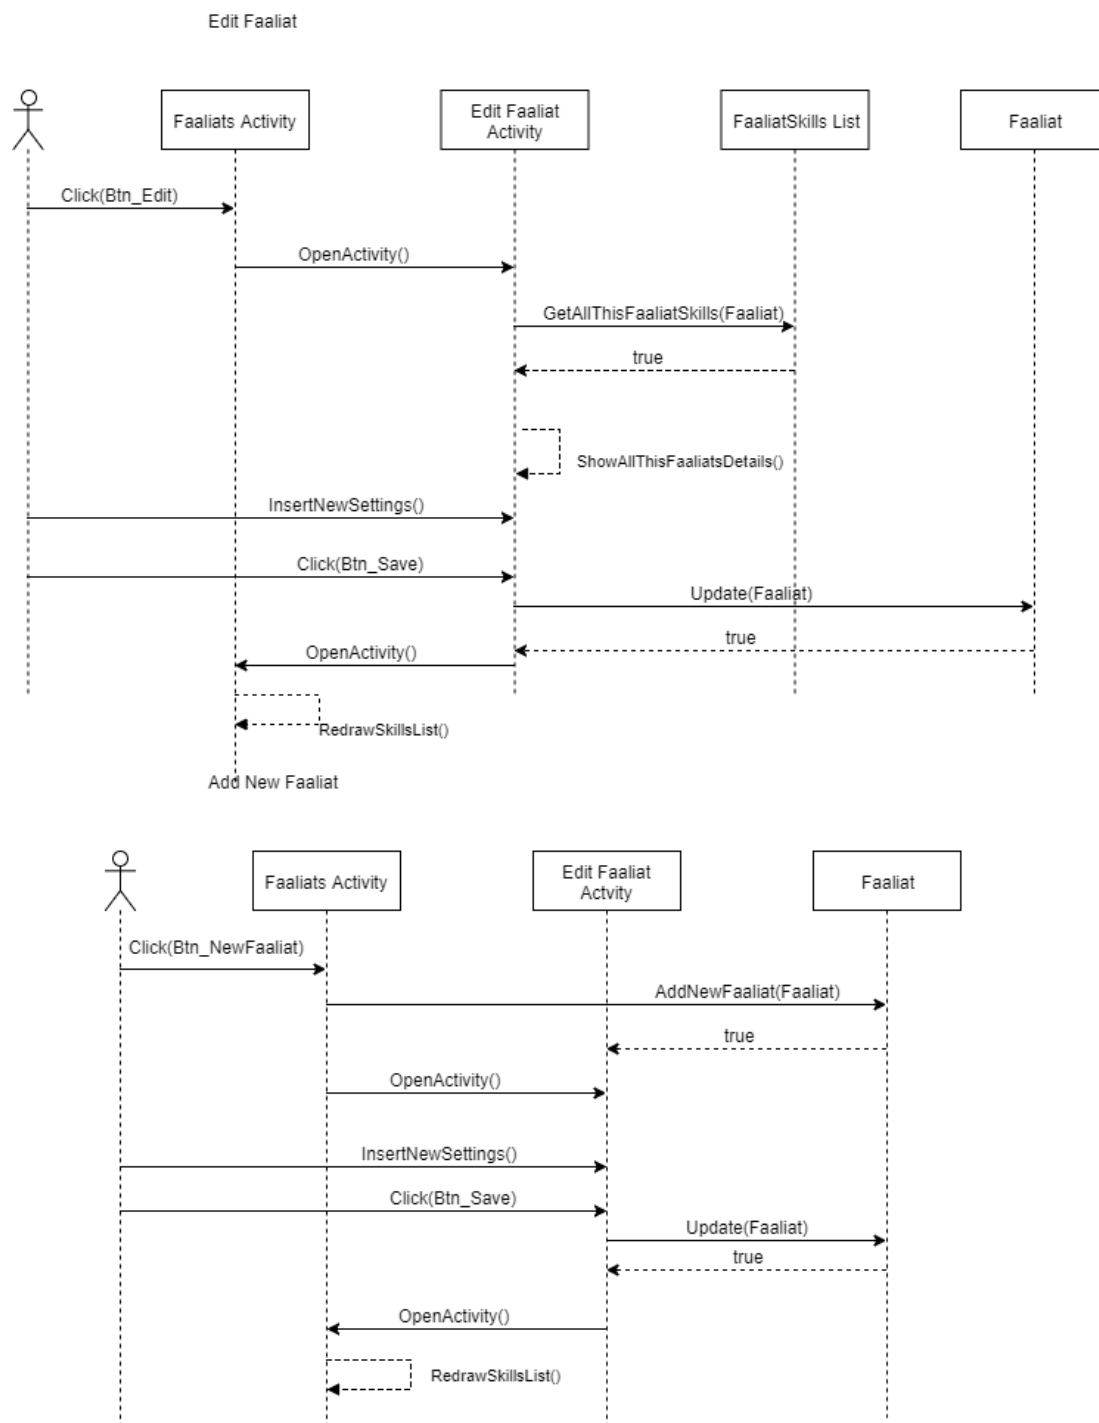 Edit Faaliat
Faaliats Activity
Edit Faaliat
Activity
FaaliatSkills List
Faaliat
Click(Btn_Edit)
OpenActivity()
GetAllThisFaaliatSkills(Faaliat)
true
ShowAllThisFaaliatsDetails()
InsertNewSettings()
Click(Btn_Save)
Update(Faaliat)
true
OpenActivity()
RedrawSkillsList()
Add New Faaliat
Faaliats Activity
Edit Faaliat
Actvity
Faaliat
Click(Btn_NewFaaliat)
AddNewFaaliat(Faaliat)
true
OpenActivity()
InsertNewSettings()
Click(Btn_Save)
Update(Faaliat)
true
OpenActivity()
RedrawSkillsList()